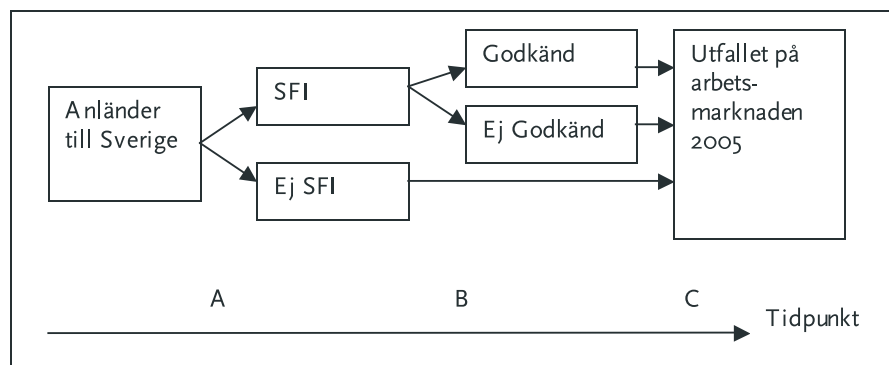 Anländer
till Sverige
SFI
Ej SFI
Godkänd
Ej Godkänd
Utfallet på
arbets-
marknaden
2005
A
B
C
Tidpunkt